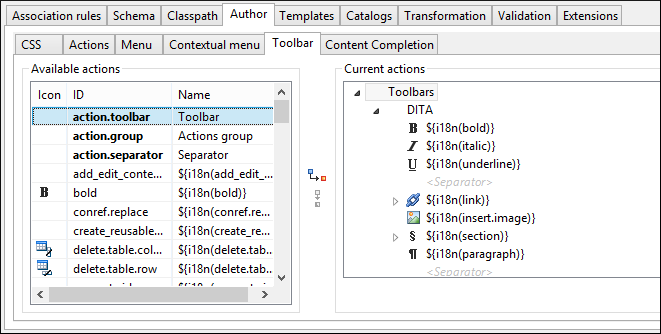 Association rules Schema Classpath Author Templates Catalogs Transformation Validation Extensions
CSS Actions Menu Contextual menu Toolbar Content Completion
Available actions
Icon ID Name
action.toolbar Toolbar
action.group Actions group
action.separator Separator
add_edit_conte... ${i18n(add_edit_...
B bold ${i18n(bold)}
conref.replace ${i18n(conref.re...
create_reusable... ${i18n(create_re...
delete.table.col... ${i18n(delete.tab...
delete.table.row ${i18n(delete.tab...
Current actions
Toolbars
DITA
B ${i18n(bold)}
I ${i18n(italic)}
U ${i18n(underline)}
<Separator>
${i18n(link)}
${i18n(insert.image)}
§ ${i18n(section)}
¶ ${i18n(paragraph)}
<Separator>